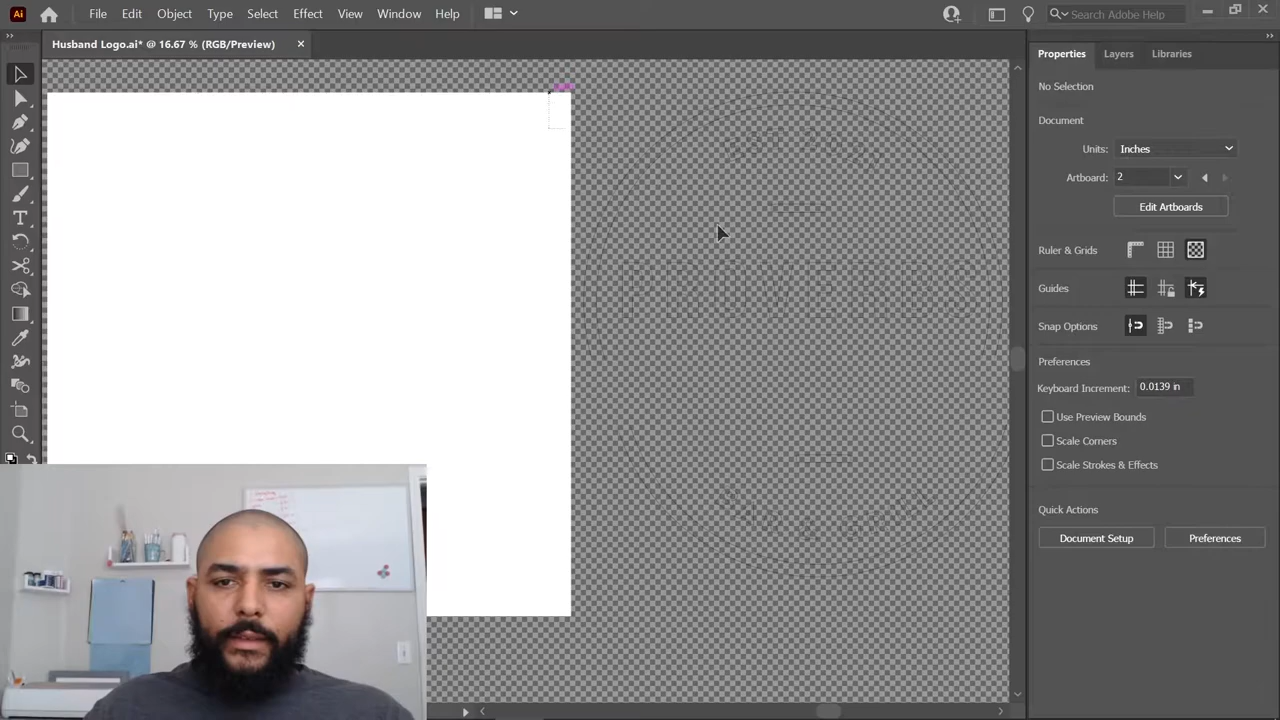 Ai
File Edit Object Type Select Effect View Window Help
Search Adobe Help
Husband Logo.ai* @ 16.67 % (RGB/Preview)
Properties Layers Libraries
No Selection
Document
Units: Inches
Artboard: 2
Edit Artboards
Ruler & Grids
Guides
Snap Options
Preferences
Keyboard Increment: 0.0139 in
Use Preview Bounds
Scale Corners
Scale Strokes & Effects
Quick Actions
Document Setup Preferences